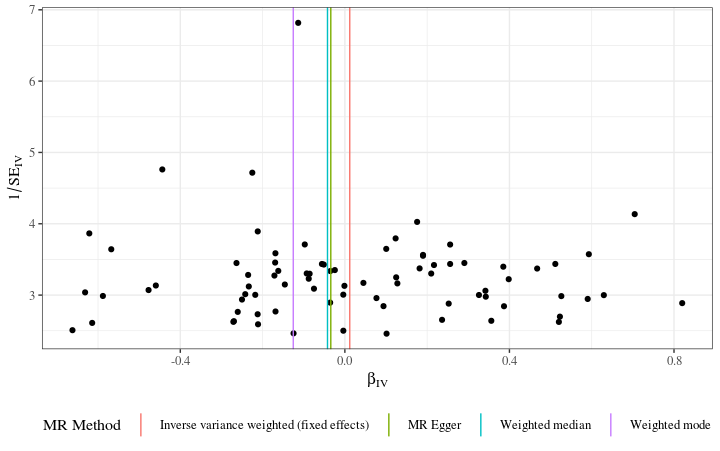 7
6
5
4
3
1/SE_IV
-0.4 0.0 0.4 0.8
β_IV
MR Method Inverse variance weighted (fixed effects) MR Egger Weighted median Weighted mode